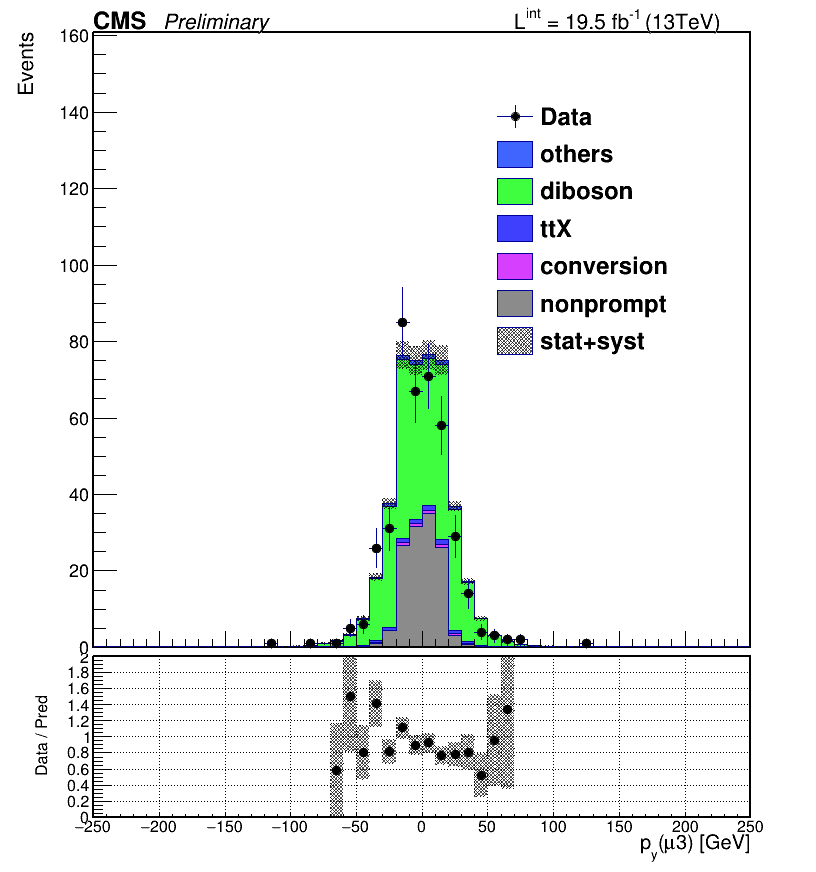 CMS Preliminary L^int = 19.5 fb^-1 (13TeV)
Events
160
140
120
100
80
60
40
20
0
Data
others
diboson
ttX
conversion
nonprompt
stat+syst
Data / Pred
2
1.8
1.6
1.4
1.2
1
0.8
0.6
0.4
0.2
0
−250 −200 −150 −100 −50 0 50 100 150 200 250
p_y(μ3) [GeV]